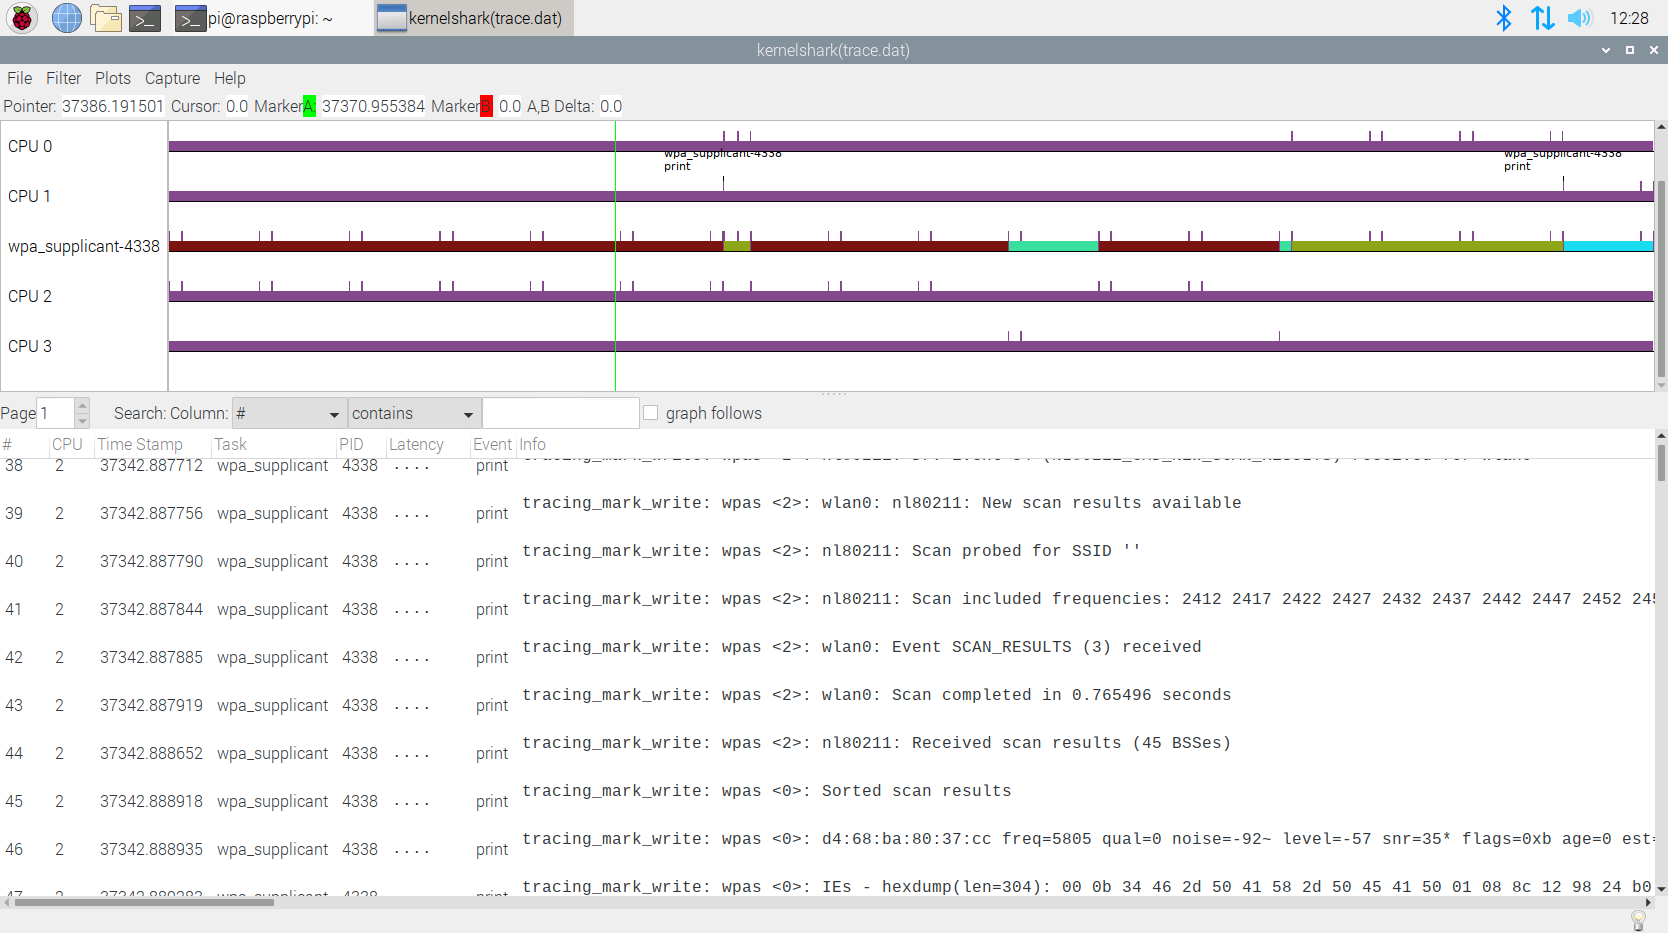 pi@raspberrypi: ~ kernelshark(trace.dat) 12:28
kernelshark(trace.dat)
File Filter Plots Capture Help
Pointer: 37386.191501 Cursor: 0.0 Marker A: 37370.955384 Marker B: 0.0 A,B Delta: 0.0
CPU 0
wpa_supplicant-4338 wpa_supplicant-4338
print print
CPU 1
wpa_supplicant-4338
CPU 2
CPU 3
Page 1 Search: Column: # contains graph follows
# CPU Time Stamp Task PID Latency Event Info
38 2 37342.887712 wpa_supplicant 4338 .... print
39 2 37342.887756 wpa_supplicant 4338 .... print tracing_mark_write: wpas <2>: wlan0: nl80211: New scan results available
40 2 37342.887790 wpa_supplicant 4338 .... print tracing_mark_write: wpas <2>: nl80211: Scan probed for SSID ''
41 2 37342.887844 wpa_supplicant 4338 .... print tracing_mark_write: wpas <2>: nl80211: Scan included frequencies: 2412 2417 2422 2427 2432 2437 2442 2447 2452 245
42 2 37342.887885 wpa_supplicant 4338 .... print tracing_mark_write: wpas <2>: wlan0: Event SCAN_RESULTS (3) received
43 2 37342.887919 wpa_supplicant 4338 .... print tracing_mark_write: wpas <2>: wlan0: Scan completed in 0.765496 seconds
44 2 37342.888652 wpa_supplicant 4338 .... print tracing_mark_write: wpas <2>: nl80211: Received scan results (45 BSSes)
45 2 37342.888918 wpa_supplicant 4338 .... print tracing_mark_write: wpas <0>: Sorted scan results
46 2 37342.888935 wpa_supplicant 4338 .... print tracing_mark_write: wpas <0>: d4:68:ba:80:37:cc freq=5805 qual=0 noise=-92~ level=-57 snr=35* flags=0xb age=0 est=
47 2 wpa_supplicant 4338 print tracing_mark_write: wpas <0>: IEs - hexdump(len=304): 00 0b 34 46 2d 50 41 58 2d 50 45 41 50 01 08 8c 12 98 24 b0